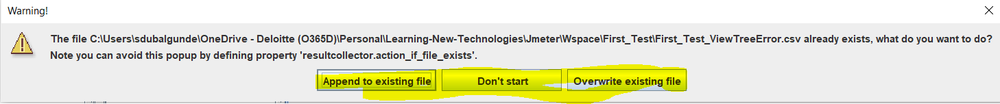 Warning!
The file C:\Users\sdubalgunde\OneDrive - Deloitte (O365D)\Personal\Learning-New-Technologies\Jmeter\Wspace\First_Test\First_Test_ViewTreeError.csv already exists, what do you want to do?
Note you can avoid this popup by defining property 'resultcollector.action_if_file_exists'.
Append to existing file Don't start Overwrite existing file